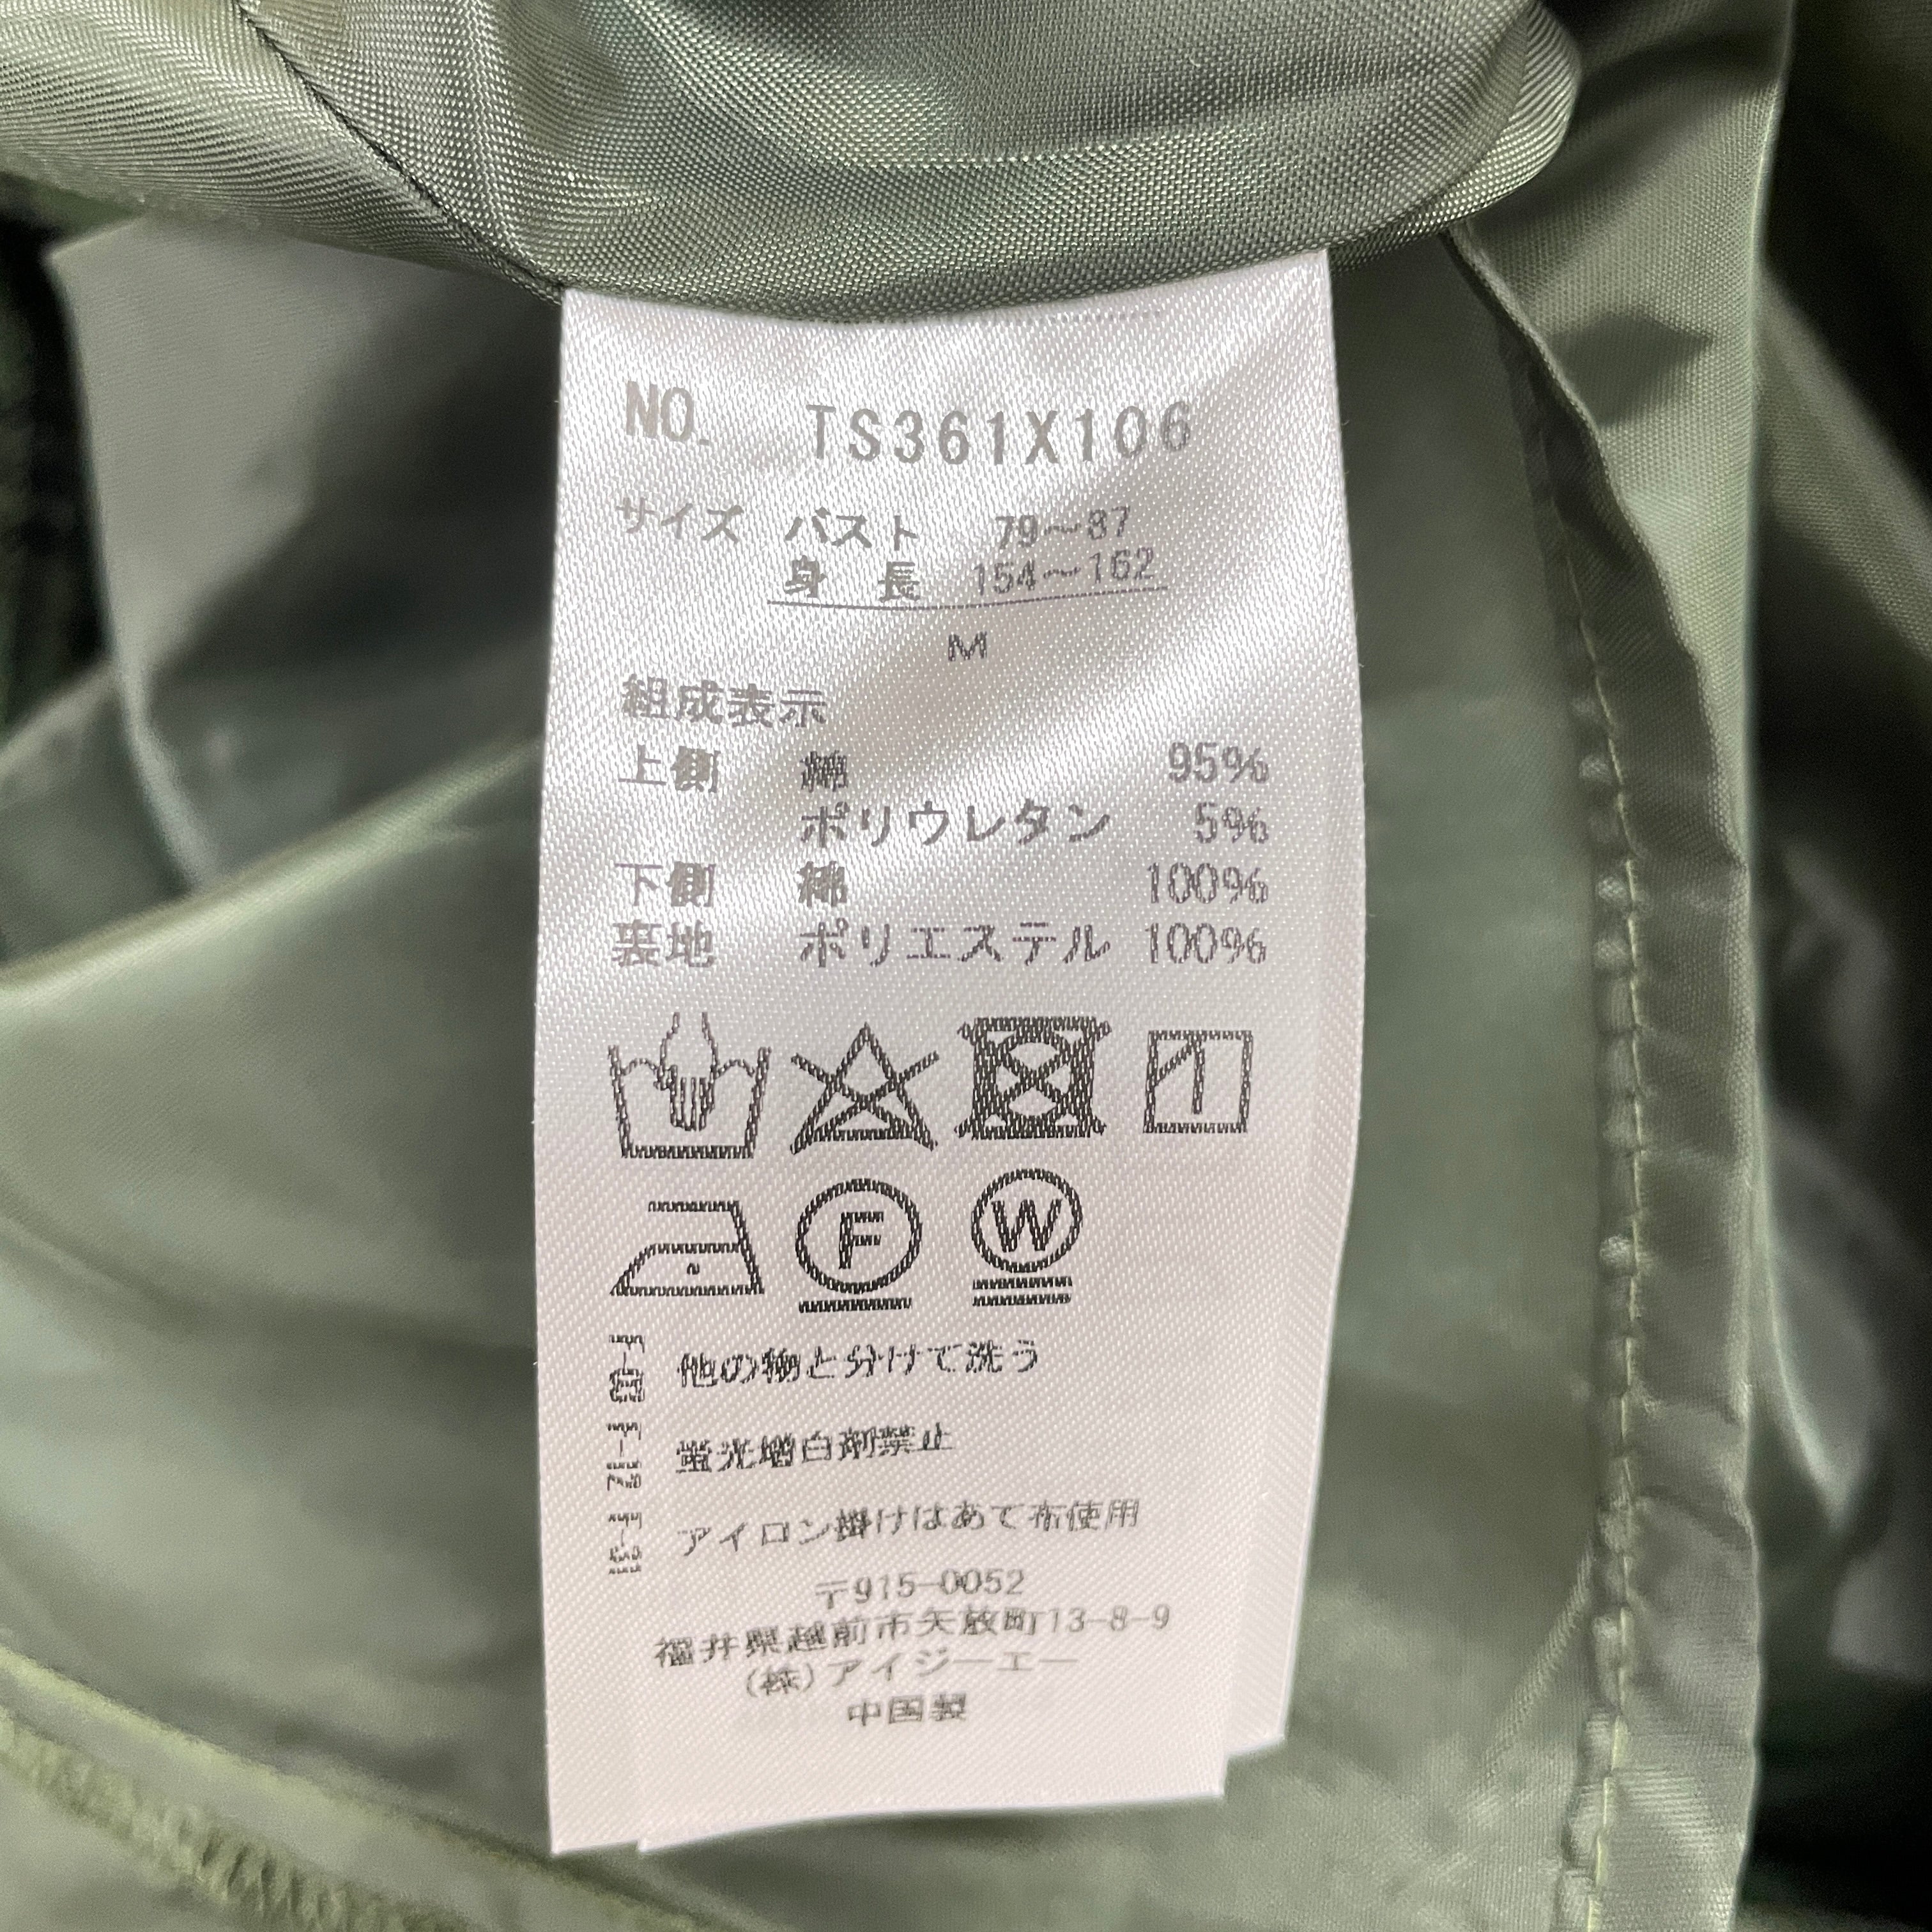 NO. TS361X106
サイズ バスト 79～87
身 長 154～162
M
組成表示
上側 綿 95%
ポリウレタン 5%
下側 綿 100%
裏地 ポリエステル 100%
F W
他の物と分けて洗う
蛍光増白剤禁止
アイロン掛けはあて布使用
〒915-0052
福井県越前市矢放町13-8-9
(株)アイジーエー
中国製